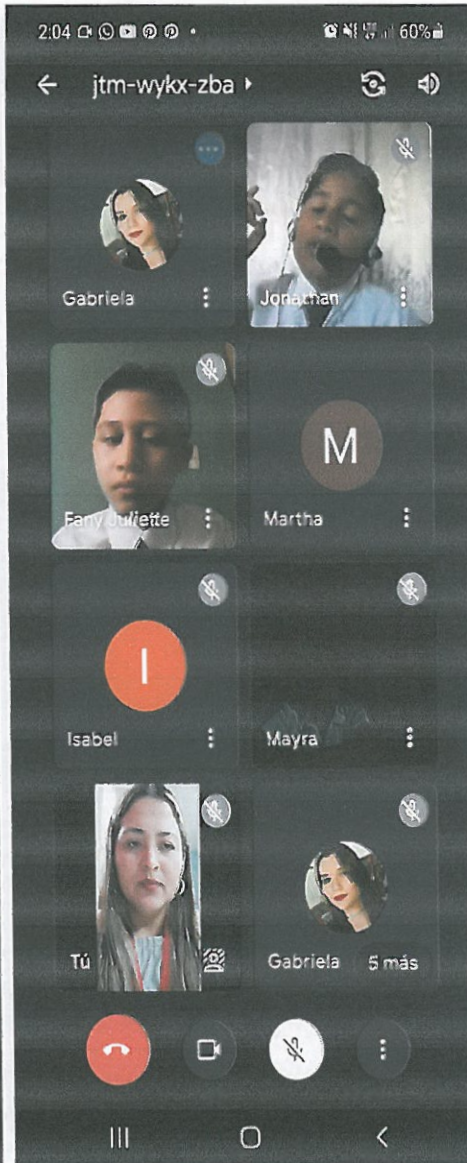 2:04 60%
jtm-wykx-zba
Gabriela Jonathan
Fany Juliette M
Martha
I
Isabel Mayra
Tú Gabriela 5 más